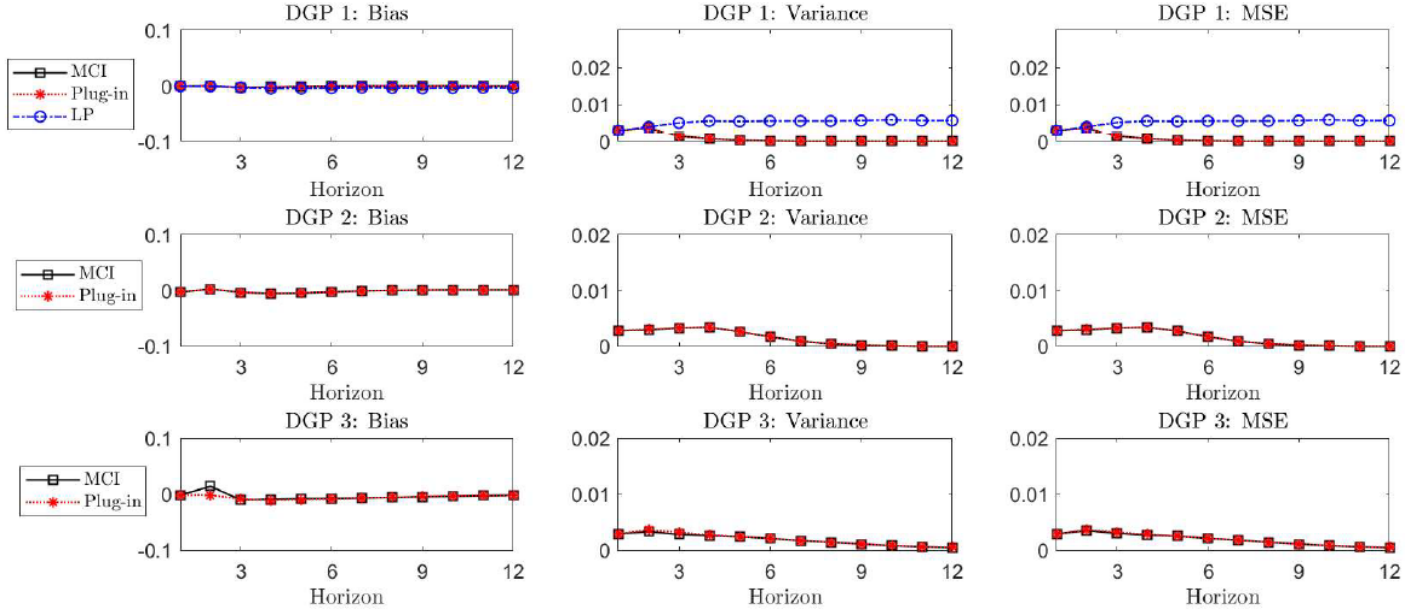 DGP 1: Bias
DGP 1: Variance
DGP 1: MSE
MCI
Plug-in
LP
0.1
0
-0.1
3
6
9
12
Horizon
0.02
0.01
0
3
6
9
12
Horizon
0.02
0.01
0
3
6
9
12
Horizon
DGP 2: Bias
DGP 2: Variance
DGP 2: MSE
MCI
Plug-in
0.1
0
-0.1
3
6
9
12
Horizon
0.02
0.01
0
3
6
9
12
Horizon
0.02
0.01
0
3
6
9
12
Horizon
DGP 3: Bias
DGP 3: Variance
DGP 3: MSE
MCI
Plug-in
0.1
0
-0.1
3
6
9
12
Horizon
0.02
0.01
0
3
6
9
12
Horizon
0.02
0.01
0
3
6
9
12
Horizon